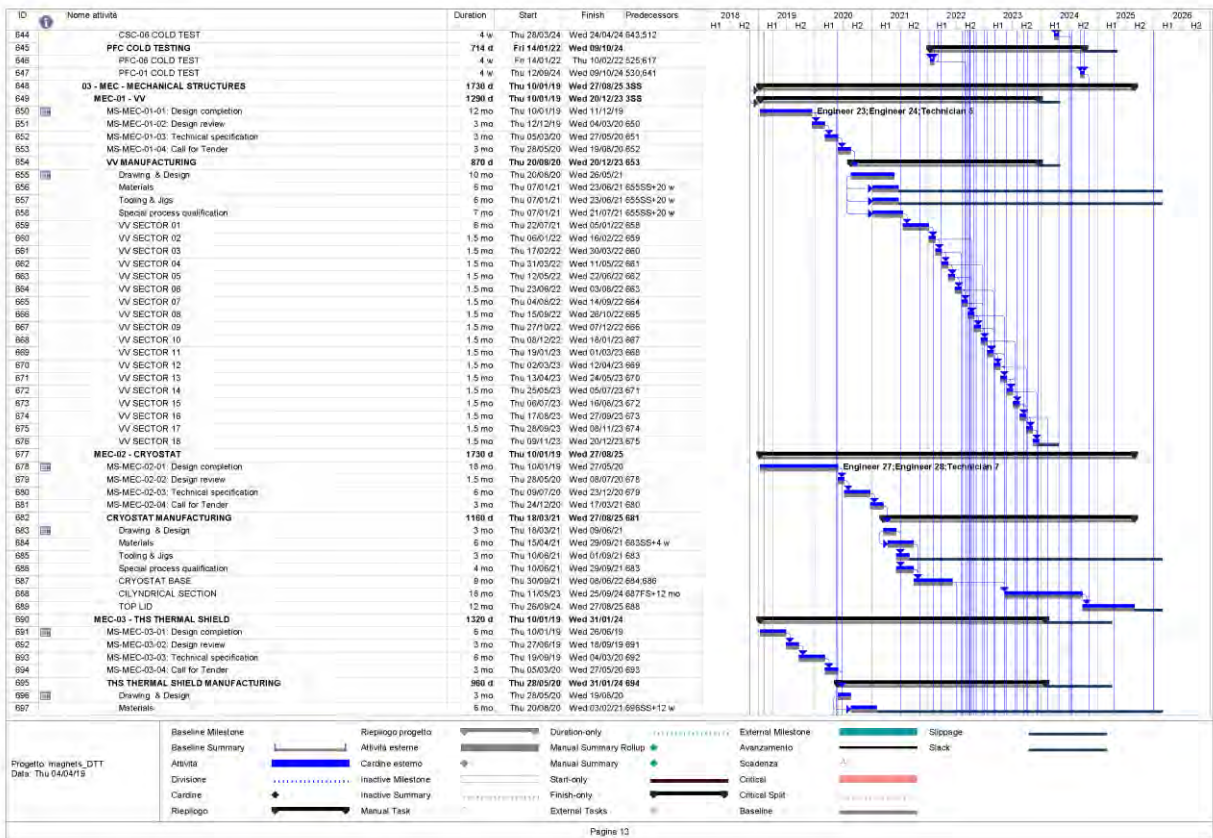 ID Nome attività Duration Start Finish Predecessors 2018 2019 2020 2021 2022 2023 2024 2025 2026
H1 H2 H1 H2 H1 H2 H1 H2 H1 H2 H1 H2 H1 H2 H1 H2 H1 H2
644 CSC-06 COLD TEST 4 w Thu 28/03/24 Wed 24/04/24 643,512
645 PFC COLD TESTING 714 d Fri 14/01/22 Wed 09/10/24
646 PFC-06 COLD TEST 4 w Fri 14/01/22 Thu 10/02/22 525,617
647 PFC-01 COLD TEST 4 w Thu 12/09/24 Wed 09/10/24 530,641
648 03 - MEC - MECHANICAL STRUCTURES 1730 d Thu 10/01/19 Wed 27/08/25 3SS
649 MEC-01 - VV 1290 d Thu 10/01/19 Wed 20/12/23 3SS
650 MS-MEC-01-01: Design completion 12 mo Thu 10/01/19 Wed 11/12/19 Engineer 23;Engineer 24;Technician
651 MS-MEC-01-02: Design review 3 mo Thu 12/12/19 Wed 04/03/20 650
652 MS-MEC-01-03: Technical specification 3 mo Thu 05/03/20 Wed 27/05/20 651
653 MS-MEC-01-04: Call for Tender 3 mo Thu 28/05/20 Wed 19/08/20 652
654 VV MANUFACTURING 870 d Thu 20/08/20 Wed 20/12/23 653
655 Drawing & Design 10 mo Thu 20/08/20 Wed 26/05/21
656 Materials 6 mo Thu 07/01/21 Wed 23/06/21 655SS+20 w
657 Tooling & Jigs 6 mo Thu 07/01/21 Wed 23/06/21 655SS+20 w
658 Special process qualification 7 mo Thu 07/01/21 Wed 21/07/21 655SS+20 w
659 VV SECTOR 01 6 mo Thu 22/07/21 Wed 05/01/22 658
660 VV SECTOR 02 1.5 mo Thu 06/01/22 Wed 16/02/22 659
661 VV SECTOR 03 1.5 mo Thu 17/02/22 Wed 30/03/22 660
662 VV SECTOR 04 1.5 mo Thu 31/03/22 Wed 11/05/22 661
663 VV SECTOR 05 1.5 mo Thu 12/05/22 Wed 22/06/22 662
664 VV SECTOR 06 1.5 mo Thu 23/06/22 Wed 03/08/22 663
665 VV SECTOR 07 1.5 mo Thu 04/08/22 Wed 14/09/22 664
666 VV SECTOR 08 1.5 mo Thu 15/09/22 Wed 26/10/22 665
667 VV SECTOR 09 1.5 mo Thu 27/10/22 Wed 07/12/22 666
668 VV SECTOR 10 1.5 mo Thu 08/12/22 Wed 18/01/23 667
669 VV SECTOR 11 1.5 mo Thu 19/01/23 Wed 01/03/23 668
670 VV SECTOR 12 1.5 mo Thu 02/03/23 Wed 12/04/23 669
671 VV SECTOR 13 1.5 mo Thu 13/04/23 Wed 24/05/23 670
672 VV SECTOR 14 1.5 mo Thu 25/05/23 Wed 05/07/23 671
673 VV SECTOR 15 1.5 mo Thu 06/07/23 Wed 16/08/23 672
674 VV SECTOR 16 1.5 mo Thu 17/08/23 Wed 27/09/23 673
675 VV SECTOR 17 1.5 mo Thu 28/09/23 Wed 08/11/23 674
676 VV SECTOR 18 1.5 mo Thu 09/11/23 Wed 20/12/23 675
677 MEC-02 - CRYOSTAT 1730 d Thu 10/01/19 Wed 27/08/25
678 MS-MEC-02-01: Design completion 18 mo Thu 10/01/19 Wed 27/05/20 Engineer 27;Engineer 28;Technician 7
679 MS-MEC-02-02: Design review 1.5 mo Thu 28/05/20 Wed 08/07/20 678
680 MS-MEC-02-03: Technical specification 6 mo Thu 09/07/20 Wed 23/12/20 679
681 MS-MEC-02-04: Call for Tender 3 mo Thu 24/12/20 Wed 17/03/21 680
682 CRYOSTAT MANUFACTURING 1160 d Thu 18/03/21 Wed 27/08/25 681
683 Drawing & Design 3 mo Thu 18/03/21 Wed 09/06/21
684 Materials 6 mo Thu 15/04/21 Wed 29/09/21 683SS+4 w
685 Tooling & Jigs 3 mo Thu 10/06/21 Wed 01/09/21 683
686 Special process qualification 4 mo Thu 10/06/21 Wed 29/09/21 683
687 CRYOSTAT BASE 9 mo Thu 30/09/21 Wed 08/06/22 684;686
688 CILYNDRICAL SECTION 18 mo Thu 11/05/23 Wed 25/09/24 687FS+12 mo
689 TOP LID 12 mo Thu 26/09/24 Wed 27/08/25 688
690 MEC-03 - THS THERMAL SHIELD 1320 d Thu 10/01/19 Wed 31/01/24
691 MS-MEC-03-01: Design completion 6 mo Thu 10/01/19 Wed 26/06/19
692 MS-MEC-03-02: Design review 3 mo Thu 27/06/19 Wed 18/09/19 691
693 MS-MEC-03-03: Technical specification 6 mo Thu 19/09/19 Wed 04/03/20 692
694 MS-MEC-03-04: Call for Tender 3 mo Thu 05/03/20 Wed 27/05/20 693
695 THS THERMAL SHIELD MANUFACTURING 960 d Thu 28/05/20 Wed 31/01/24 694
696 Drawing & Design 3 mo Thu 28/05/20 Wed 19/08/20
697 Materials 6 mo Thu 20/08/20 Wed 03/02/21 696SS+12 w
Progetto: magnets_DTT
Data: Thu 04/04/19
Baseline Milestone Riepilogo progetto Duration-only External Milestone Slippage
Baseline Summary Attività esterne Manual Summary Rollup Avanzamento Slack
Attività Cardine esterno Manual Summary Scadenza
Divisione Inactive Milestone Start-only Critical
Cardine Inactive Summary Finish-only Critical Split
Riepilogo Manual Task External Tasks Baseline
Pagine 13